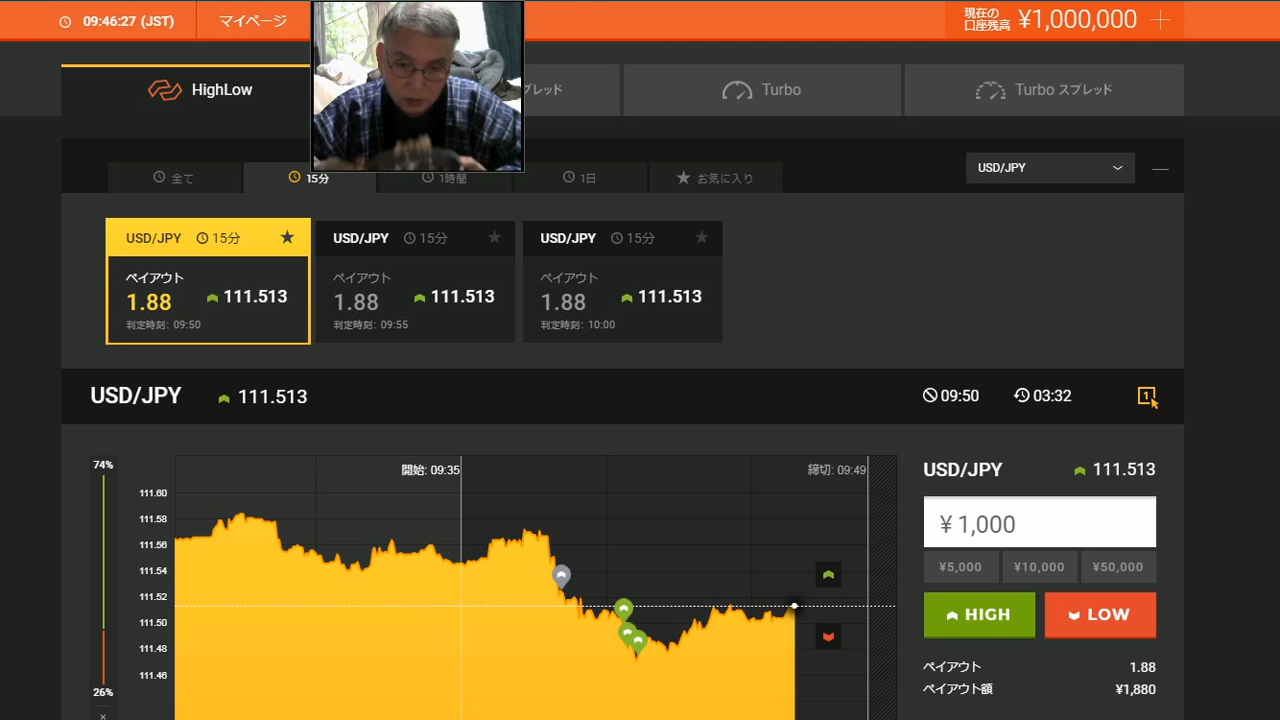 09:46:27 (JST)
マイページ
現在の
口座残高
¥1,000,000
HighLow
プレッド
Turbo
Turbo スプレッド
全て
15分
1時間
1日
お気に入り
USD/JPY
USD/JPY 15分
ペイアウト
1.88 111.513
判定時刻: 09:50
USD/JPY 15分
ペイアウト
1.88 111.513
判定時刻: 09:55
USD/JPY 15分
ペイアウト
1.88 111.513
判定時刻: 10:00
USD/JPY 111.513
09:50 03:32
1
74%
26%
開始: 09:35
締切: 09:49
111.60
111.58
111.56
111.54
111.52
111.50
111.48
111.46
USD/JPY 111.513
¥ 1,000
¥5,000 ¥10,000 ¥50,000
HIGH LOW
ペイアウト 1.88
ペイアウト額 ¥1,880